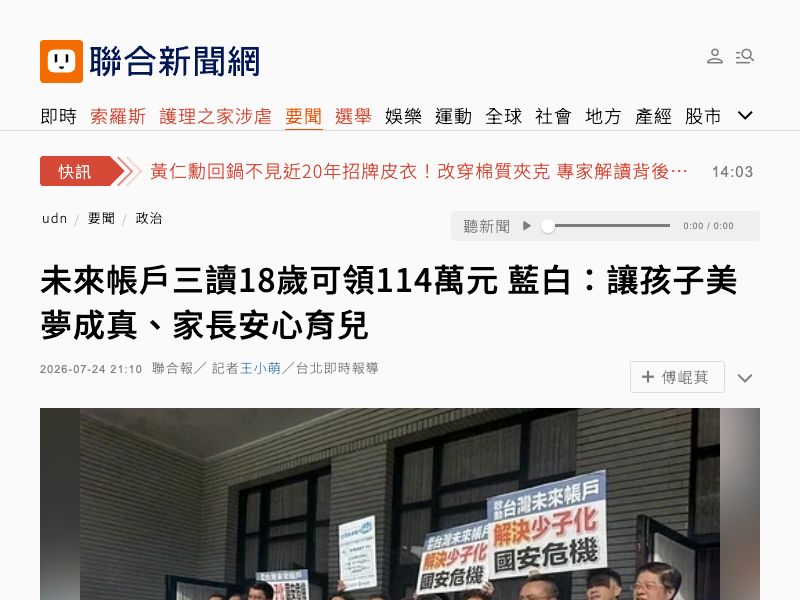 聯合新聞網
即時 索羅斯 護理之家涉虐 要聞 選舉 娛樂 運動 全球 社會 地方 產經 股市
快訊 黃仁勳回鍋不見近20年招牌皮衣！改穿棉質夾克 專家解讀背後… 14:03
udn / 要聞 / 政治
聽新聞 0:00 / 0:00
未來帳戶三讀18歲可領114萬元 藍白：讓孩子美
夢成真、家長安心育兒
2026-07-24 21:10 聯合報／ 記者王小萌／台北即時報導
+ 傅崐萁
啟動台灣未來帳戶
解決少子化
國安危機
解決少子化
國安危機